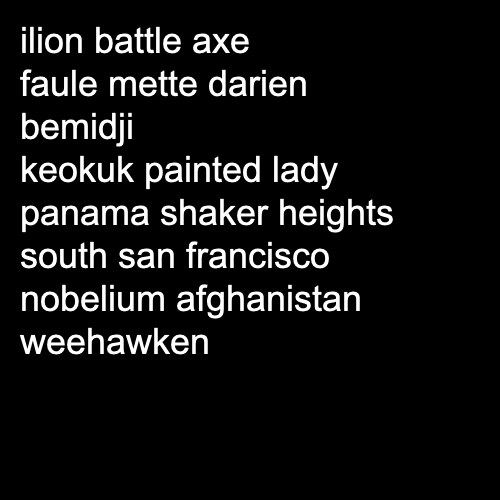 ilion battle axe
faule mette darien
bemidji
keokuk painted lady
panama shaker heights
south san francisco
nobelium afghanistan
weehawken